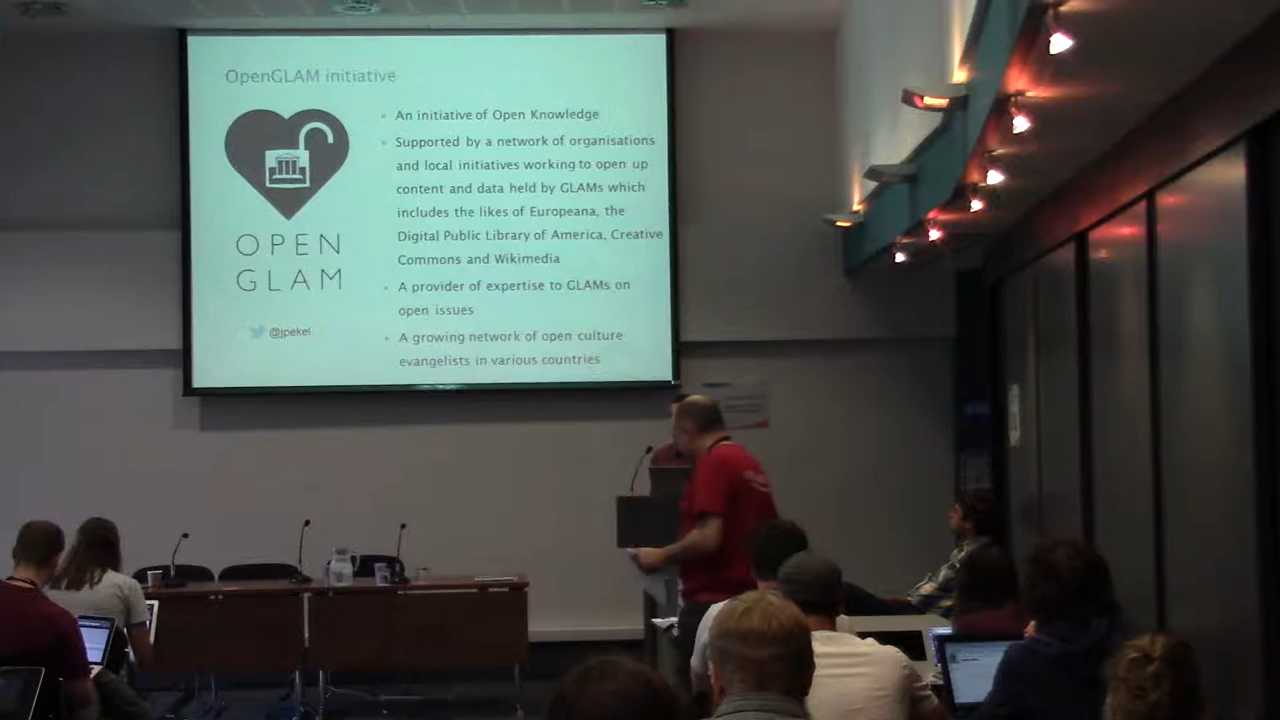 OpenGLAM initiative
An initiative of Open Knowledge
Supported by a network of organisations
and local initiatives working to open up
content and data held by GLAMs which
includes the likes of Europeana, the
Digital Public Library of America, Creative
Commons and Wikimedia
A provider of expertise to GLAMs on
open issues
A growing network of open culture
evangelists in various countries
OPEN
GLAM
@jpekel